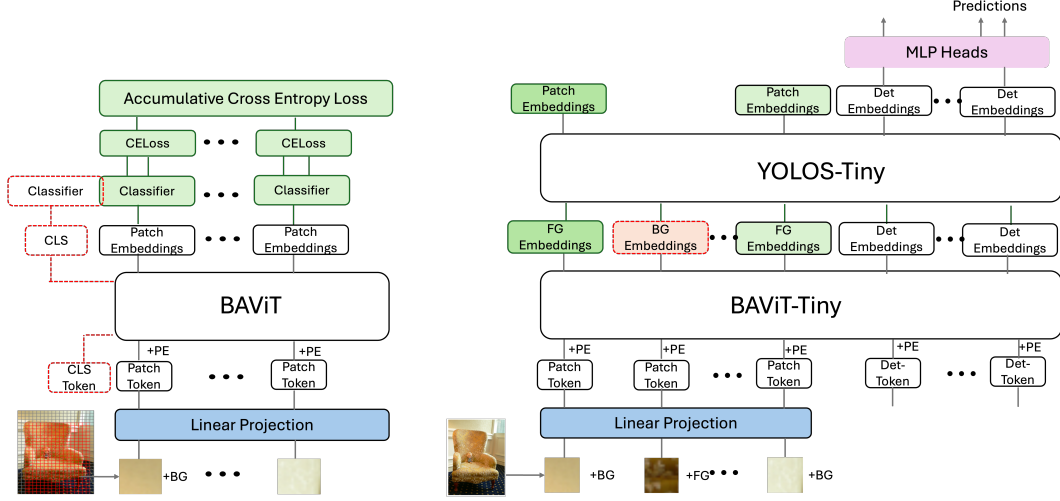 Accumulative Cross Entropy Loss
CELoss
CELoss
Classifier
Classifier
Classifier
CLS
Patch
Embeddings
Patch
Embeddings
BAViT
+PE
+PE
CLS
Token
Patch
Token
Patch
Token
Linear Projection
+BG
Predictions
MLP Heads
Patch
Embeddings
Patch
Embeddings
Det
Embeddings
Det
Embeddings
YOLOS-Tiny
FG
Embeddings
BG
Embeddings
FG
Embeddings
Det
Embeddings
Det
Embeddings
BAViT-Tiny
+PE
+PE
+PE
+PE
+PE
Patch
Token
Patch
Token
Patch
Token
Det-
Token
Det-
Token
Linear Projection
+BG
+FG
+BG